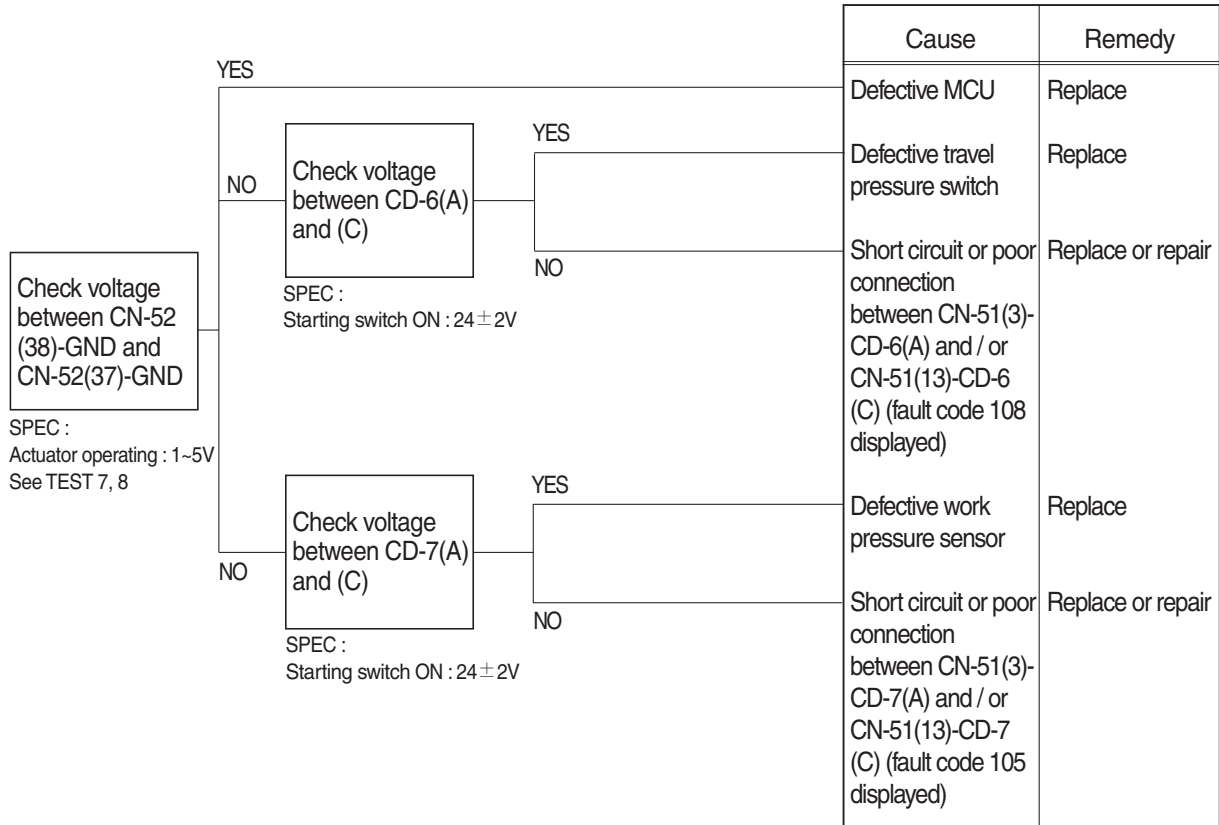 Cause
Remedy
YES
Defective MCU
Replace
NO
Check voltage
between CD-6(A)
and (C)
SPEC :
Starting switch ON : 24±2V
YES
Defective travel
pressure switch
Replace
NO
Short circuit or poor
connection
between CN-51(3)-
CD-6(A) and / or
CN-51(13)-CD-6
(C) (fault code 108
displayed)
Replace or repair
Check voltage
between CN-52
(38)-GND and
CN-52(37)-GND
SPEC :
Actuator operating : 1~5V
See TEST 7, 8
NO
Check voltage
between CD-7(A)
and (C)
SPEC :
Starting switch ON : 24±2V
YES
Defective work
pressure sensor
Replace
NO
Short circuit or poor
connection
between CN-51(3)-
CD-7(A) and / or
CN-51(13)-CD-7
(C) (fault code 105
displayed)
Replace or repair